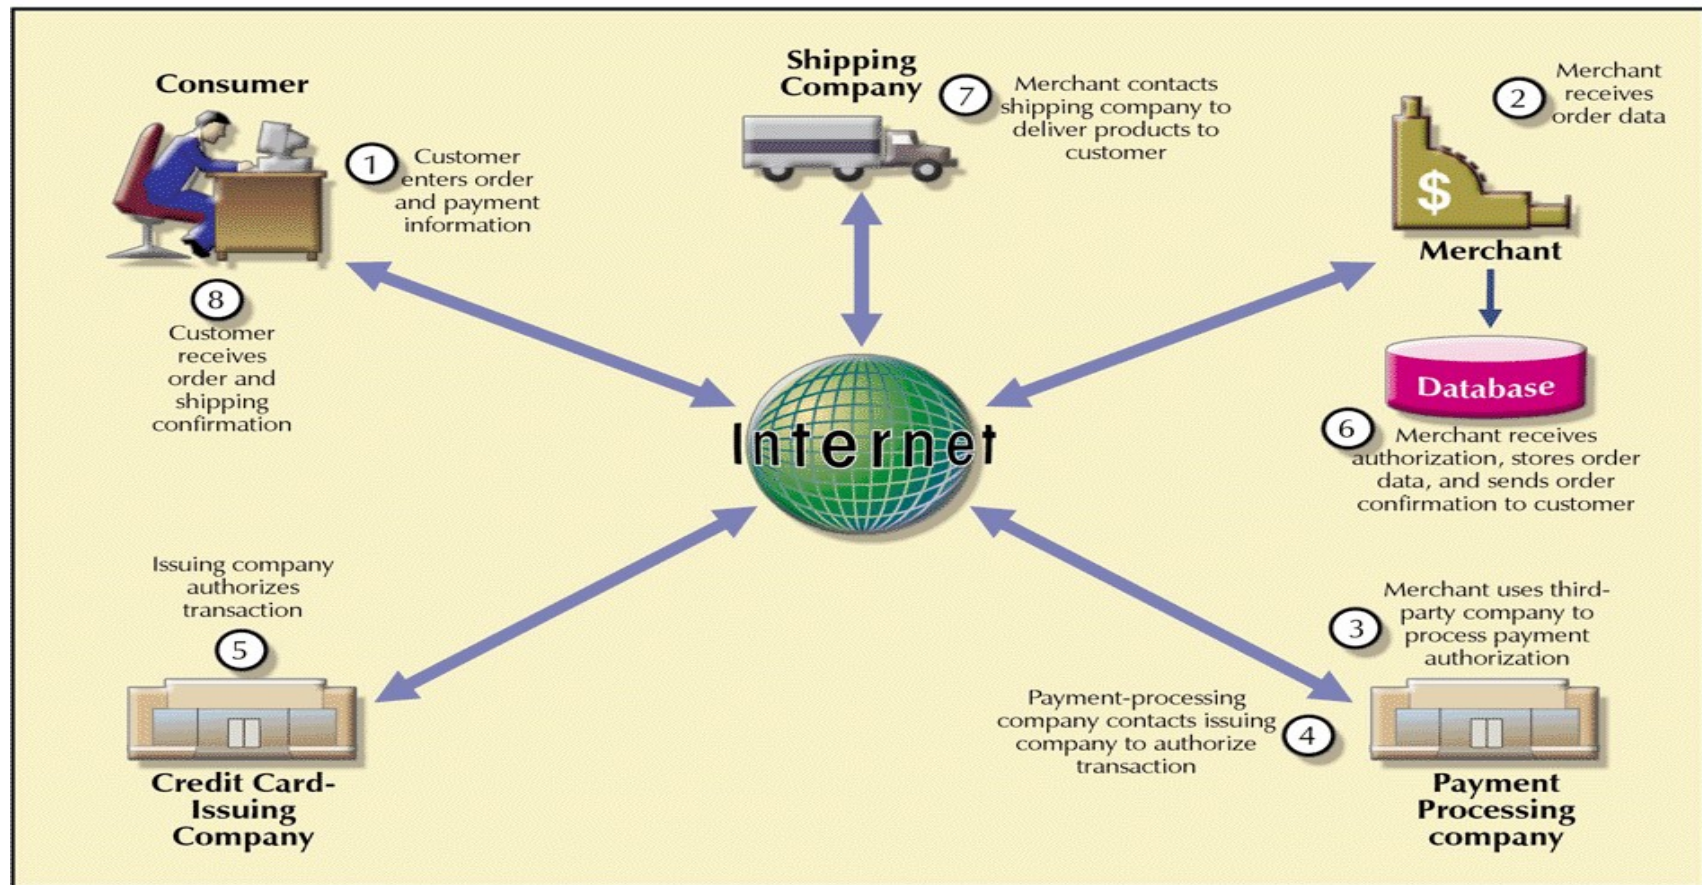 Consumer
1
Customer
enters order
and payment
information
8
Customer
receives
order and
shipping
confirmation
Shipping
Company
7
Merchant contacts
shipping company to
deliver products to
customer
2
Merchant
receives
order data
$
Merchant
Database
6
Merchant receives
authorization, stores order
data, and sends order
confirmation to customer
Internet
Issuing company
authorizes
transaction
5
Credit Card-
Issuing
Company
Merchant uses third-
party company to
process payment
authorization
3
Payment-processing
company contacts issuing
company to authorize
transaction
4
Payment
Processing
company